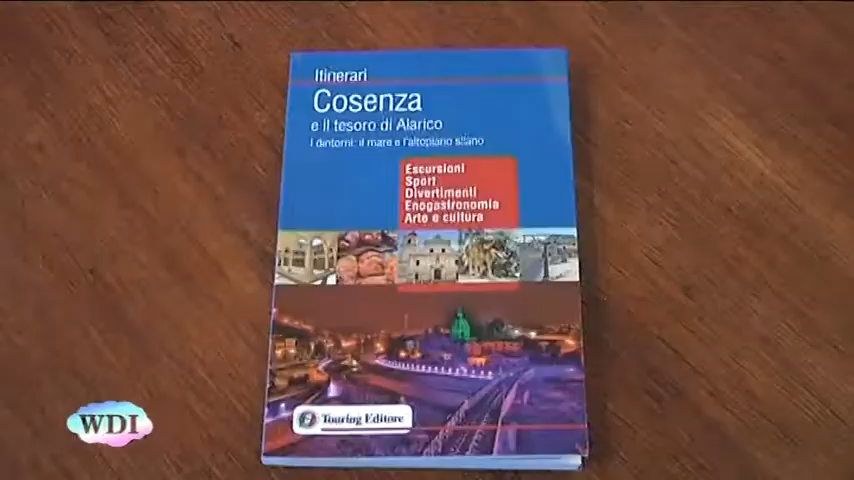 Itinerari
Cosenza
e il tesoro di Alarico
I dintorni: il mare e l'altopiano silano
Escursioni
Sport
Divertimenti
Enogastronomia
Arte e cultura
Touring Editore
WDI